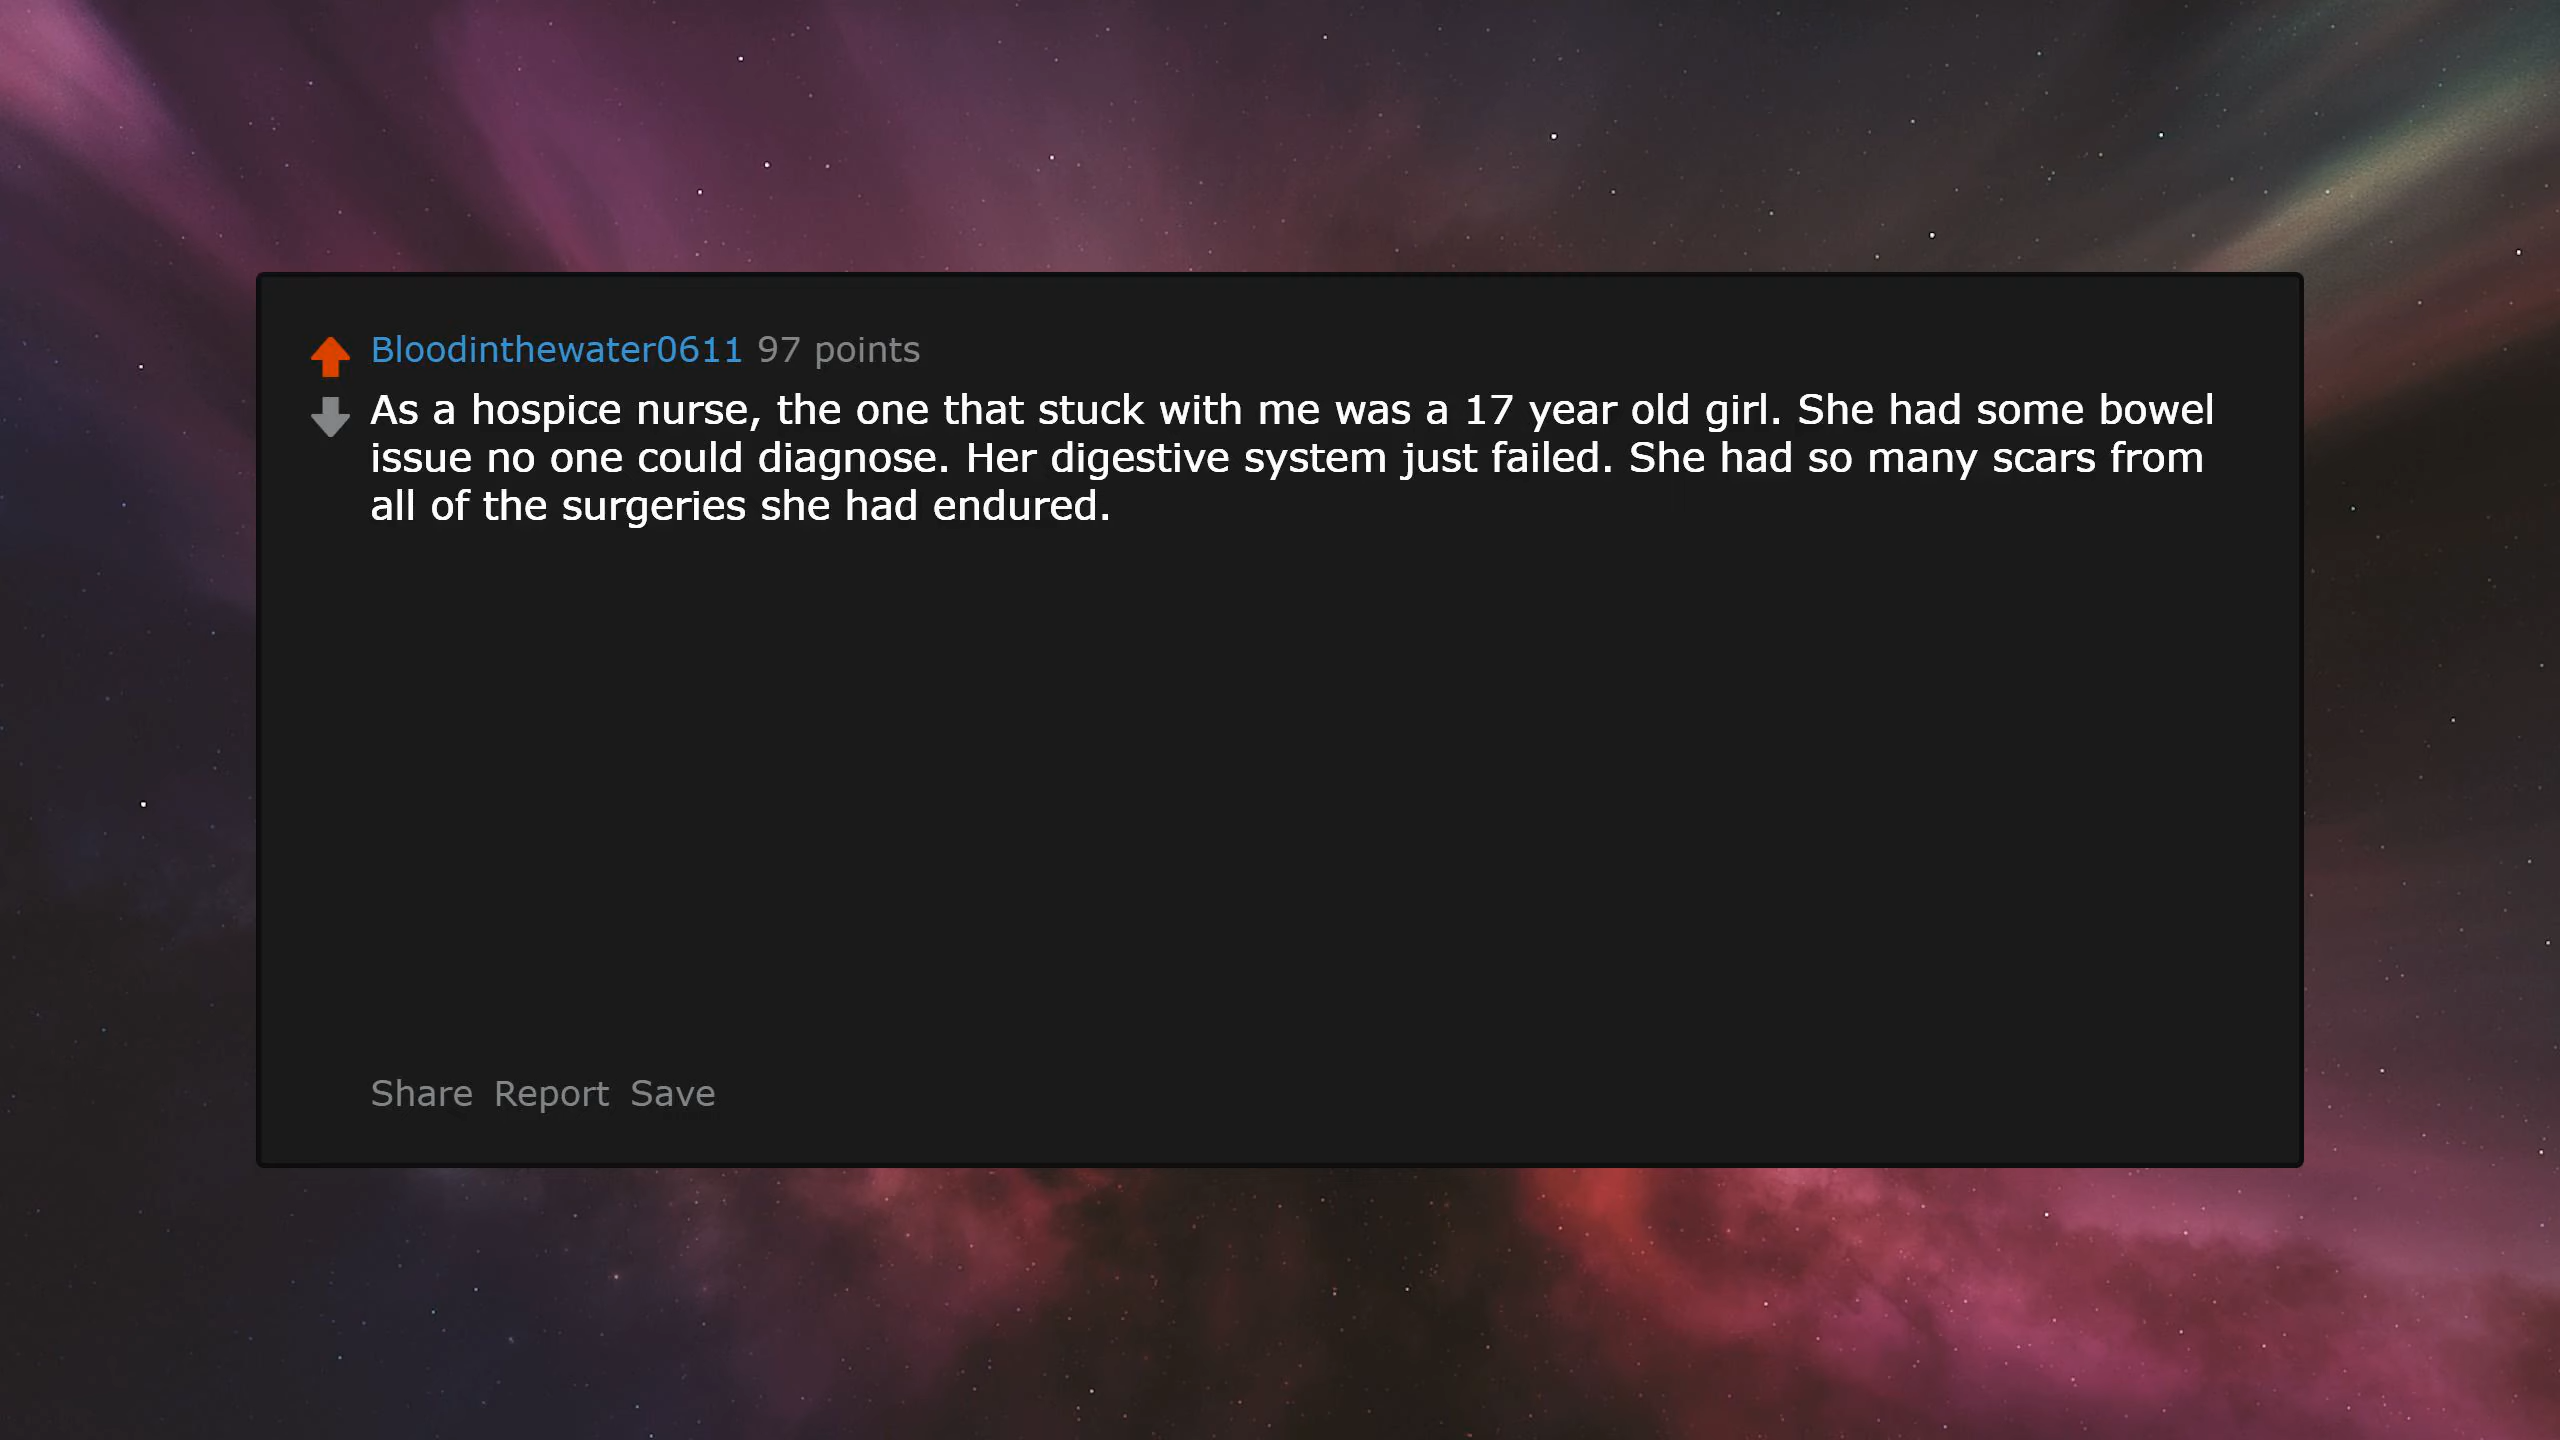 Bloodinthewater0611 97 points
As a hospice nurse, the one that stuck with me was a 17 year old girl. She had some bowel
issue no one could diagnose. Her digestive system just failed. She had so many scars from
all of the surgeries she had endured.
Share Report Save